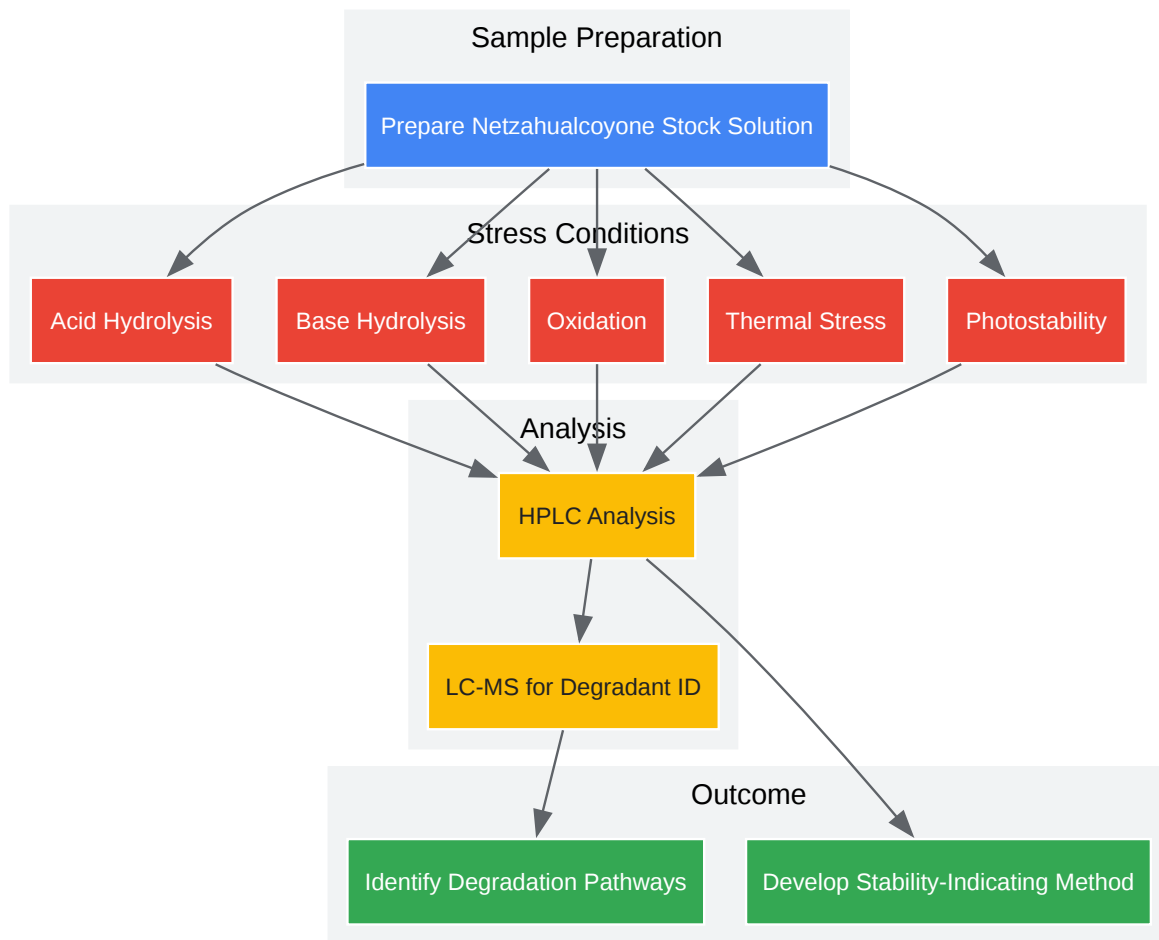 Sample Preparation
Prepare Netzahualcoyone Stock Solution
Stress Conditions
Acid Hydrolysis
Base Hydrolysis
Oxidation
Thermal Stress
Photostability
Analysis
HPLC Analysis
LC-MS for Degradant ID
Outcome
Identify Degradation Pathways
Develop Stability-Indicating Method